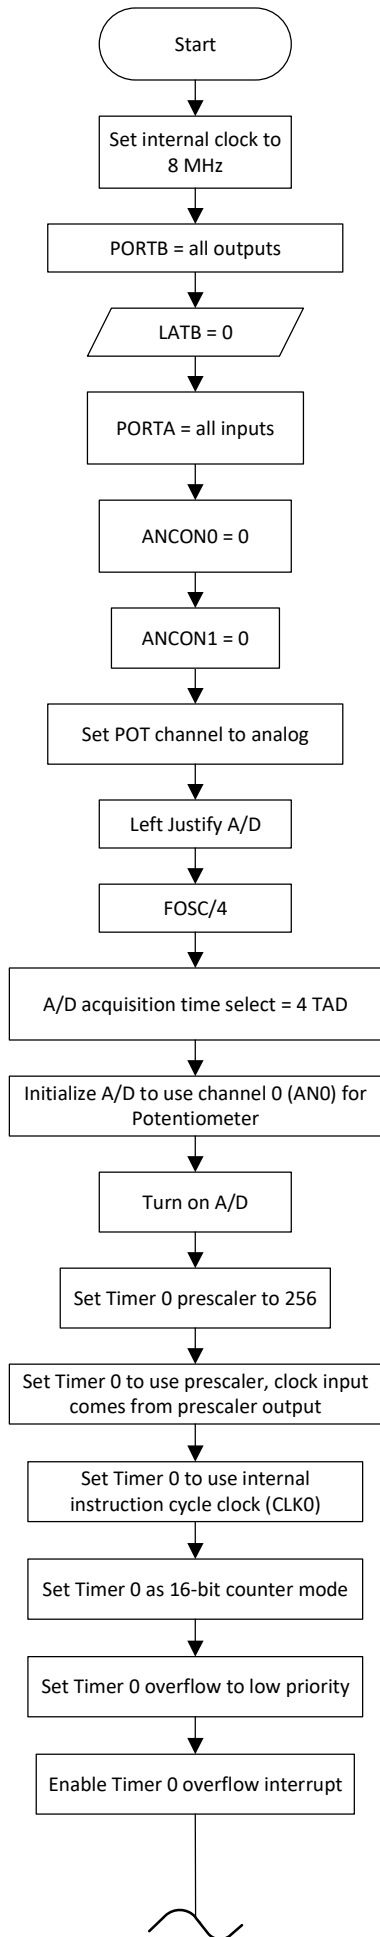 Start
Set internal clock to
8 MHz
PORTB = all outputs
LATB = 0
PORTA = all inputs
ANCON0 = 0
ANCON1 = 0
Set POT channel to analog
Left Justify A/D
FOSC/4
A/D acquisition time select = 4 TAD
Initialize A/D to use channel 0 (AN0) for
Potentiometer
Turn on A/D
Set Timer 0 prescaler to 256
Set Timer 0 to use prescaler, clock input
comes from prescaler output
Set Timer 0 to use internal
instruction cycle clock (CLK0)
Set Timer 0 as 16-bit counter mode
Set Timer 0 overflow to low priority
Enable Timer 0 overflow interrupt